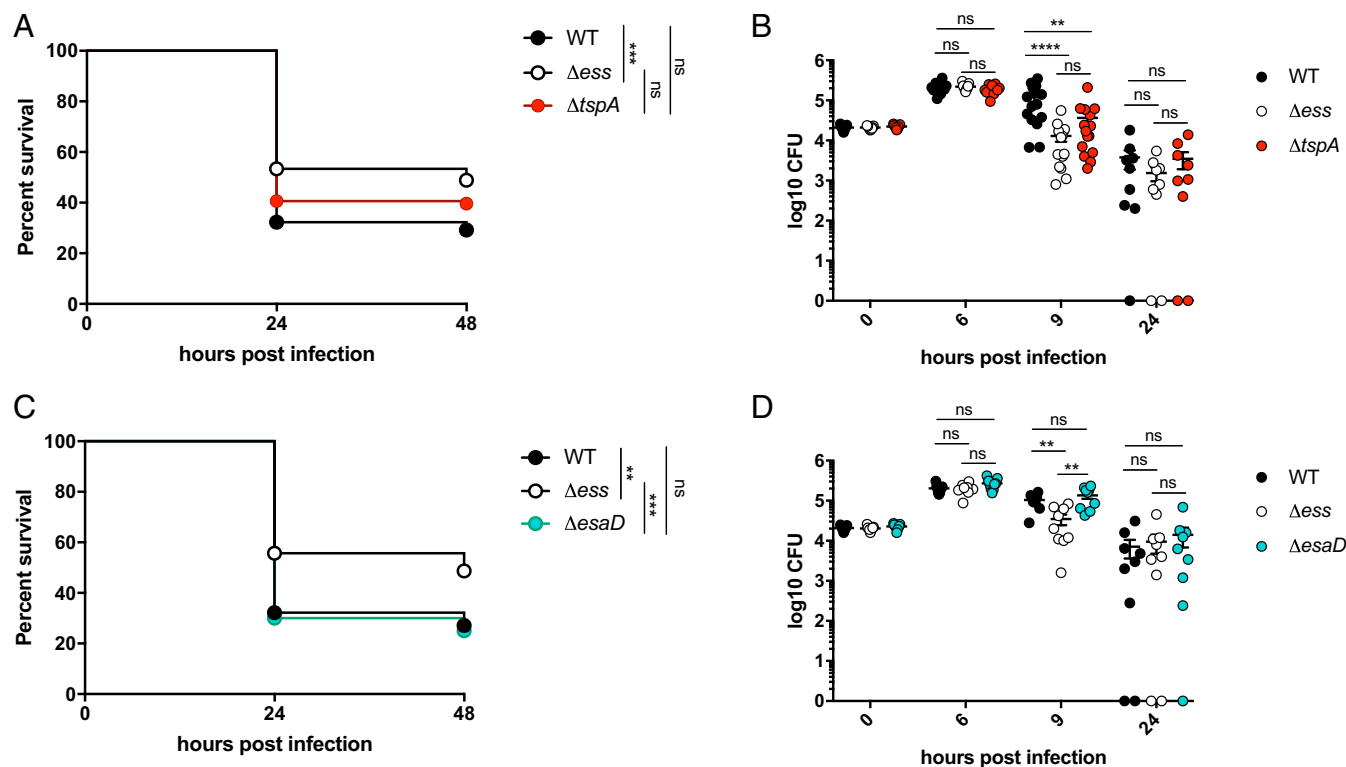 A
Percent survival
100
80
60
40
20
0
0
24
48
hours post infection
WT
Δess
ΔtspA
***
ns
ns
B
log10 CFU
6
5
4
3
2
1
0
0
6
9
24
hours post infection
ns
ns
ns
**
****
ns
ns
ns
ns
WT
Δess
ΔtspA
C
Percent survival
100
80
60
40
20
0
0
24
48
hours post infection
WT
Δess
ΔesaD
**
***
ns
D
log10 CFU
6
5
4
3
2
1
0
0
6
9
24
hours post infection
ns
ns
ns
ns
**
**
ns
ns
ns
WT
Δess
ΔesaD